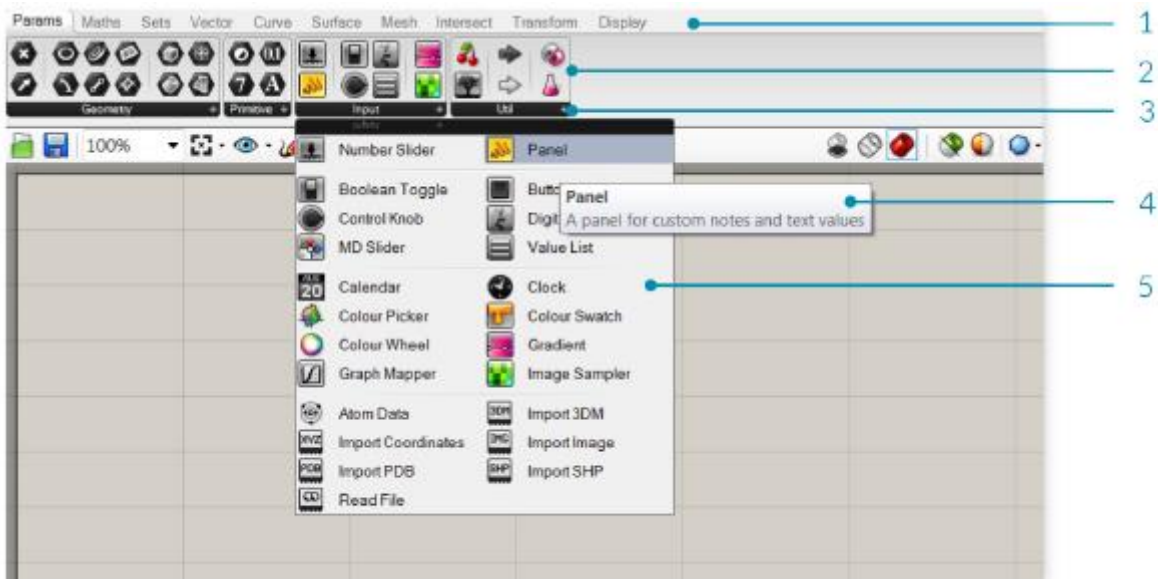 Params Maths Sets Vector Curve Surface Mesh Intersect Transform Display
1
2
Geometry Primitive Input Util
3
100%
Number Slider Panel
Boolean Toggle Butto
Panel
4
Control Knob Digit
A panel for custom notes and text values
MD Slider Value List
Calendar Clock
5
Colour Picker Colour Swatch
Colour Wheel Gradient
Graph Mapper Image Sampler
Atom Data Import 3DM
Import Coordinates Import Image
Import PDB Import SHP
Read File